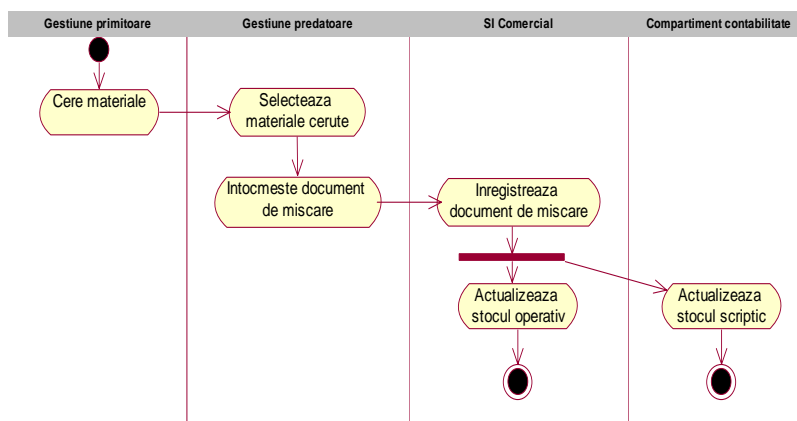 Gestiune primitoare
Gestiune predatoare
SI Comercial
Compartiment contabilitate
Cere materiale
Selecteaza
materiale cerute
Intocmeste document
de miscare
Inregistreaza
document de miscare
Actualizeaza
stocul operativ
Actualizeaza
stocul scriptic